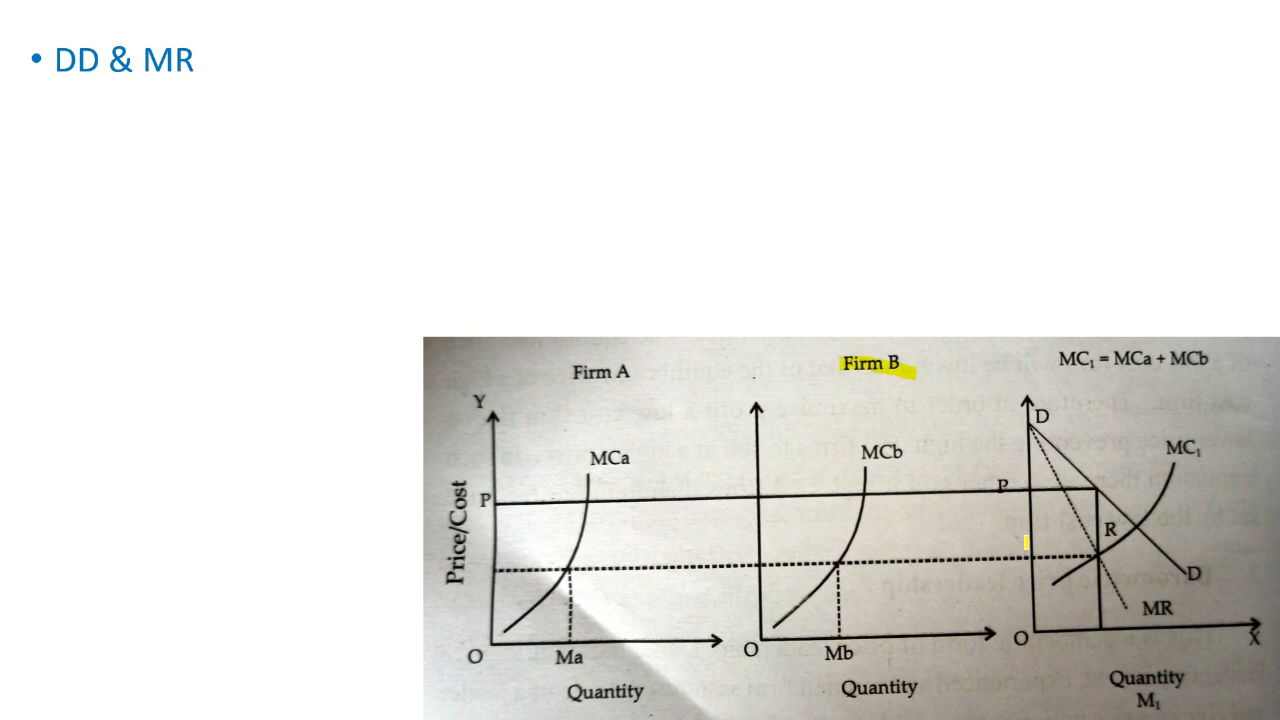 • DD & MR
Firm A
Firm B
MC₁ = MCa + MCb
Y
MCa
MCb
D
MC₁
P
P
Price/Cost
R
D
MR
O
Ma
O
Mb
O
X
Quantity
Quantity
Quantity
M₁